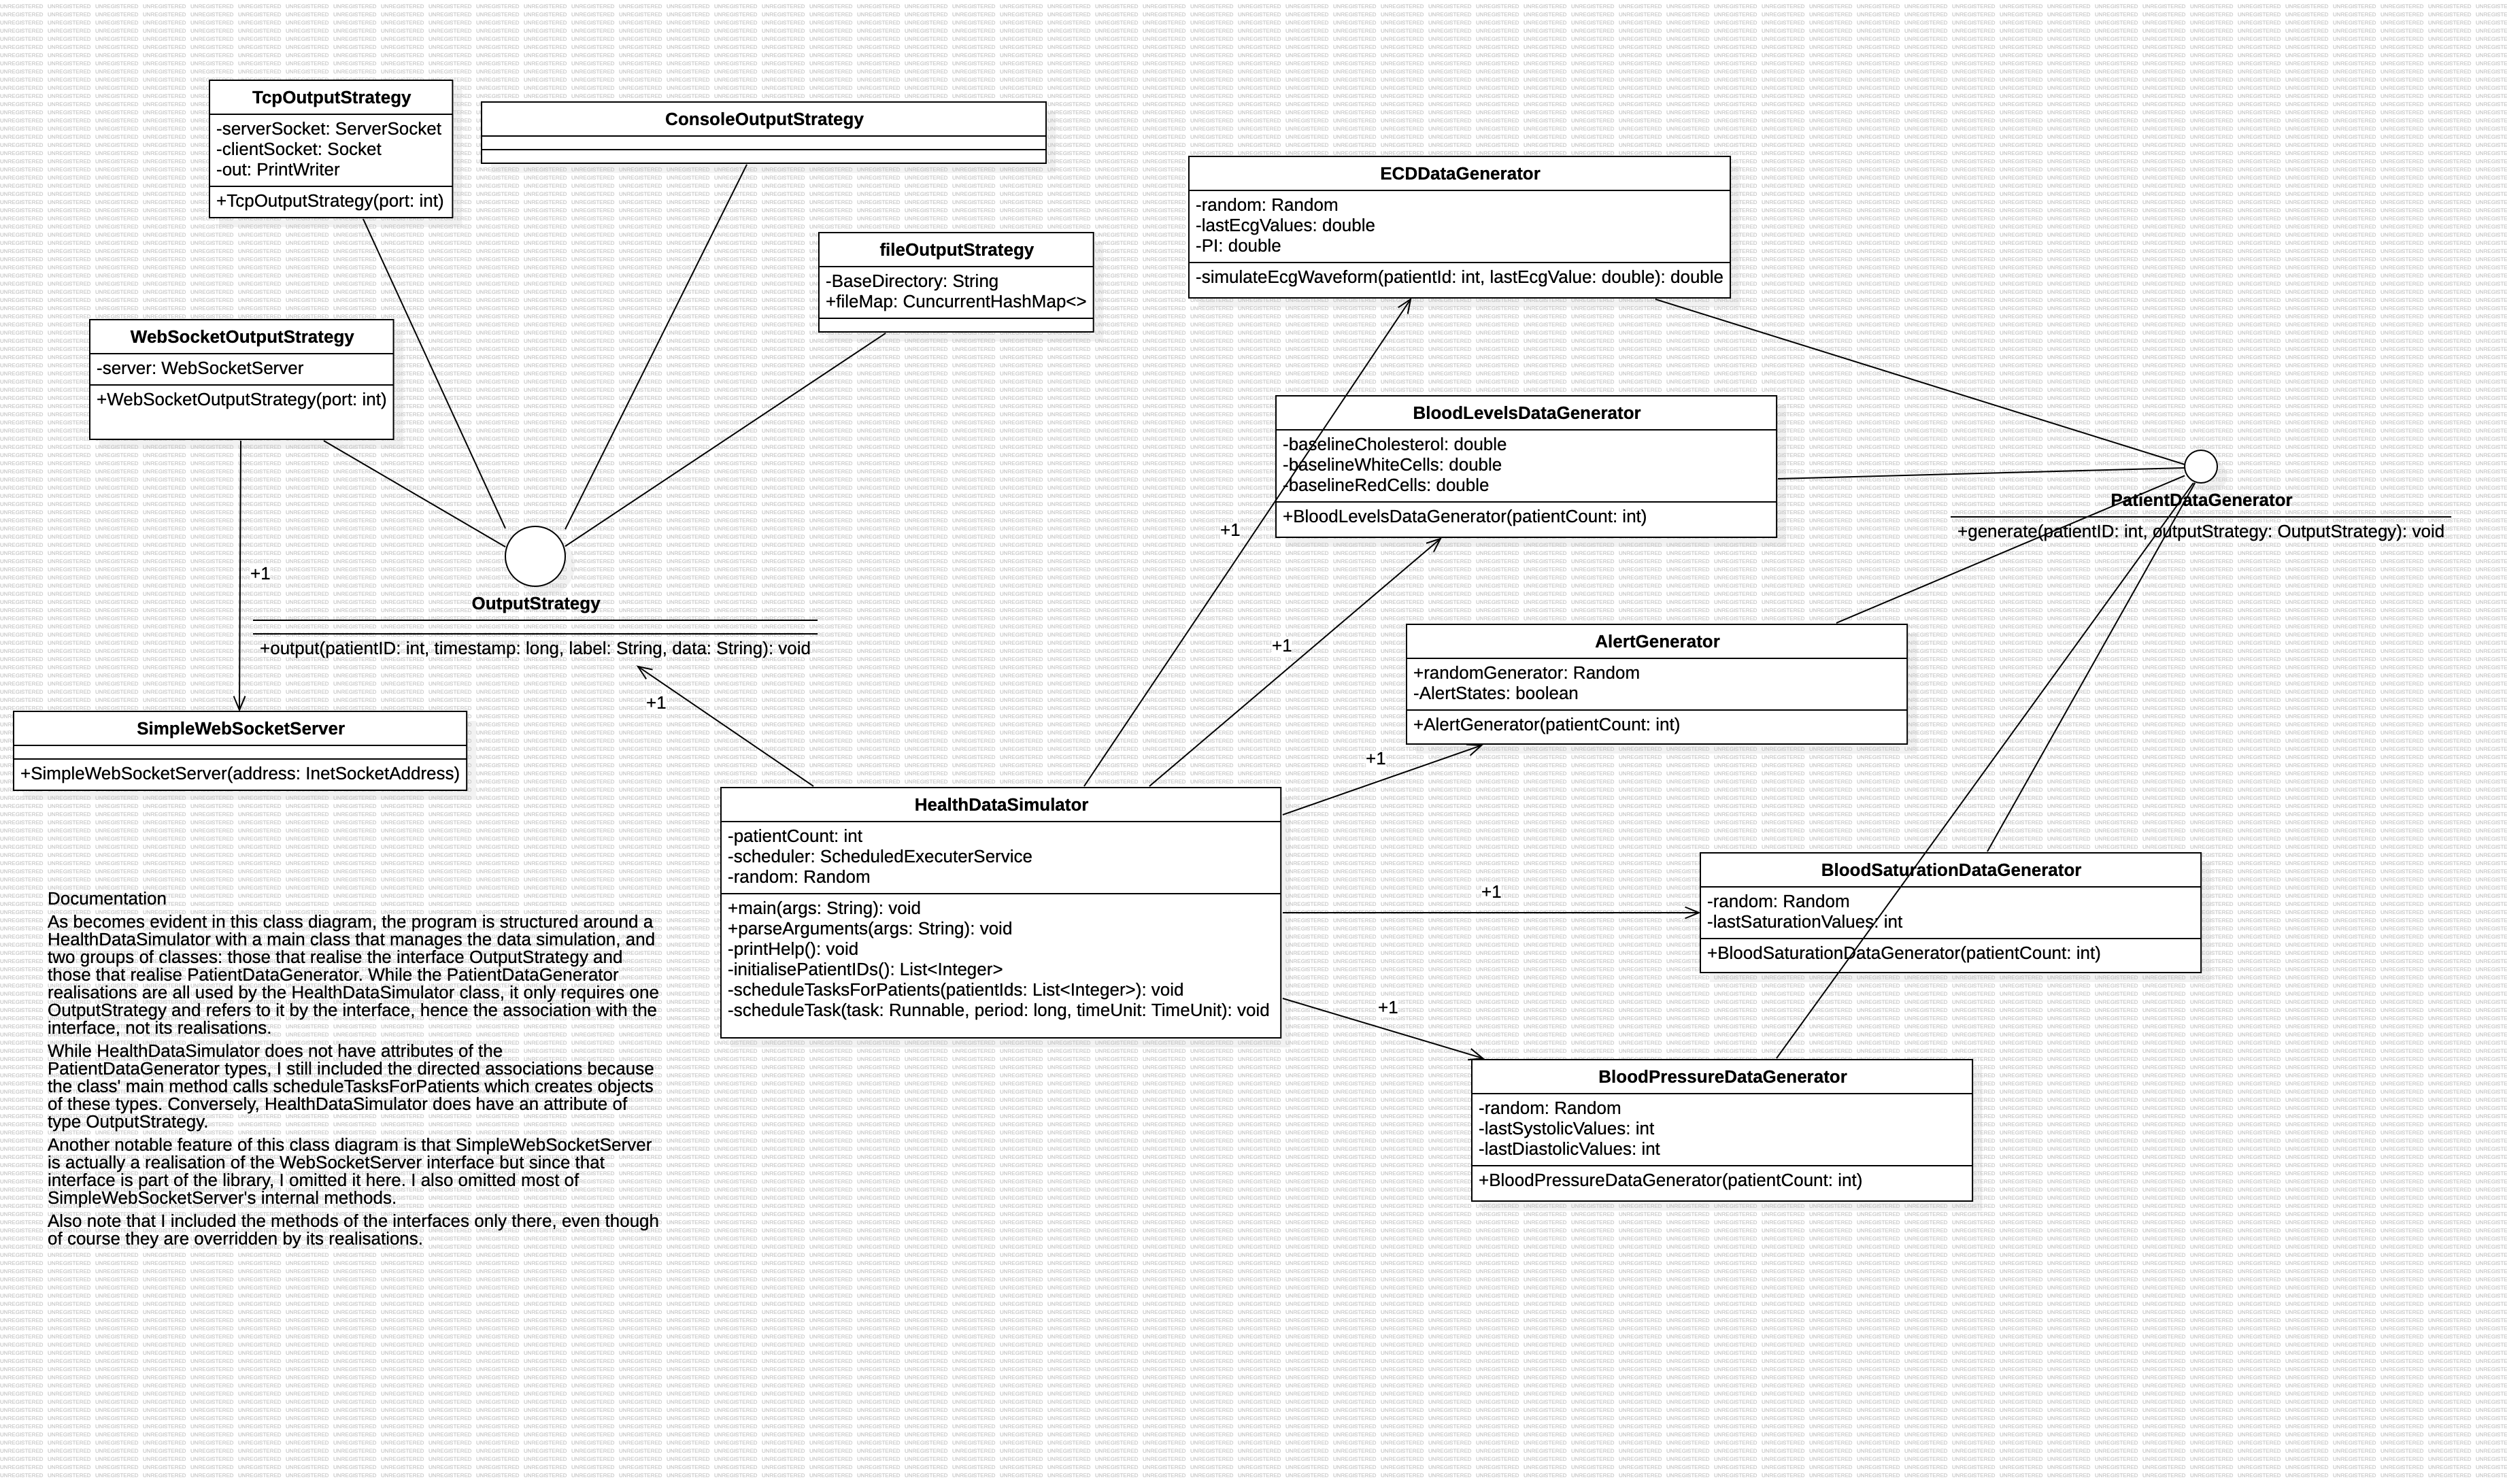 TcpOutputStrategy
-serverSocket: ServerSocket
-clientSocket: Socket
-out: PrintWriter
+TcpOutputStrategy(port: int)
ConsoleOutputStrategy
fileOutputStrategy
-BaseDirectory: String
+fileMap: CuncurrentHashMap<>
WebSocketOutputStrategy
-server: WebSocketServer
+WebSocketOutputStrategy(port: int)
+1
OutputStrategy
+output(patientID: int, timestamp: long, label: String, data: String): void
+1
SimpleWebSocketServer
+SimpleWebSocketServer(address: InetSocketAddress)
ECDDataGenerator
-random: Random
-lastEcgValues: double
-PI: double
-simulateEcgWaveform(patientId: int, lastEcgValue: double): double
BloodLevelsDataGenerator
-baselineCholesterol: double
-baselineWhiteCells: double
-baselineRedCells: double
+BloodLevelsDataGenerator(patientCount: int)
+1
+1
PatientDataGenerator
+generate(patientID: int, outputStrategy: OutputStrategy): void
AlertGenerator
+randomGenerator: Random
-AlertStates: boolean
+AlertGenerator(patientCount: int)
+1
HealthDataSimulator
-patientCount: int
-scheduler: ScheduledExecuterService
-random: Random
+main(args: String): void
+parseArguments(args: String): void
-printHelp(): void
-initialisePatientIDs(): List<Integer>
-scheduleTasksForPatients(patientIds: List<Integer>): void
-scheduleTask(task: Runnable, period: long, timeUnit: TimeUnit): void
+1
BloodSaturationDataGenerator
-random: Random
-lastSaturationValues: int
+BloodSaturationDataGenerator(patientCount: int)
+1
BloodPressureDataGenerator
-random: Random
-lastSystolicValues: int
-lastDiastolicValues: int
+BloodPressureDataGenerator(patientCount: int)
Documentation
As becomes evident in this class diagram, the program is structured around a
HealthDataSimulator with a main class that manages the data simulation, and
two groups of classes: those that realise the interface OutputStrategy and
those that realise PatientDataGenerator. While the PatientDataGenerator
realisations are all used by the HealthDataSimulator class, it only requires one
OutputStrategy and refers to it by the interface, hence the association with the
interface, not its realisations.
While HealthDataSimulator does not have attributes of the
PatientDataGenerator types, I still included the directed associations because
the class' main method calls scheduleTasksForPatients which creates objects
of these types. Conversely, HealthDataSimulator does have an attribute of
type OutputStrategy.
Another notable feature of this class diagram is that SimpleWebSocketServer
is actually a realisation of the WebSocketServer interface but since that
interface is part of the library, I omitted it here. I also omitted most of
SimpleWebSocketServer's internal methods.
Also note that I included the methods of the interfaces only there, even though
of course they are overridden by its realisations.
UNREGISTERED